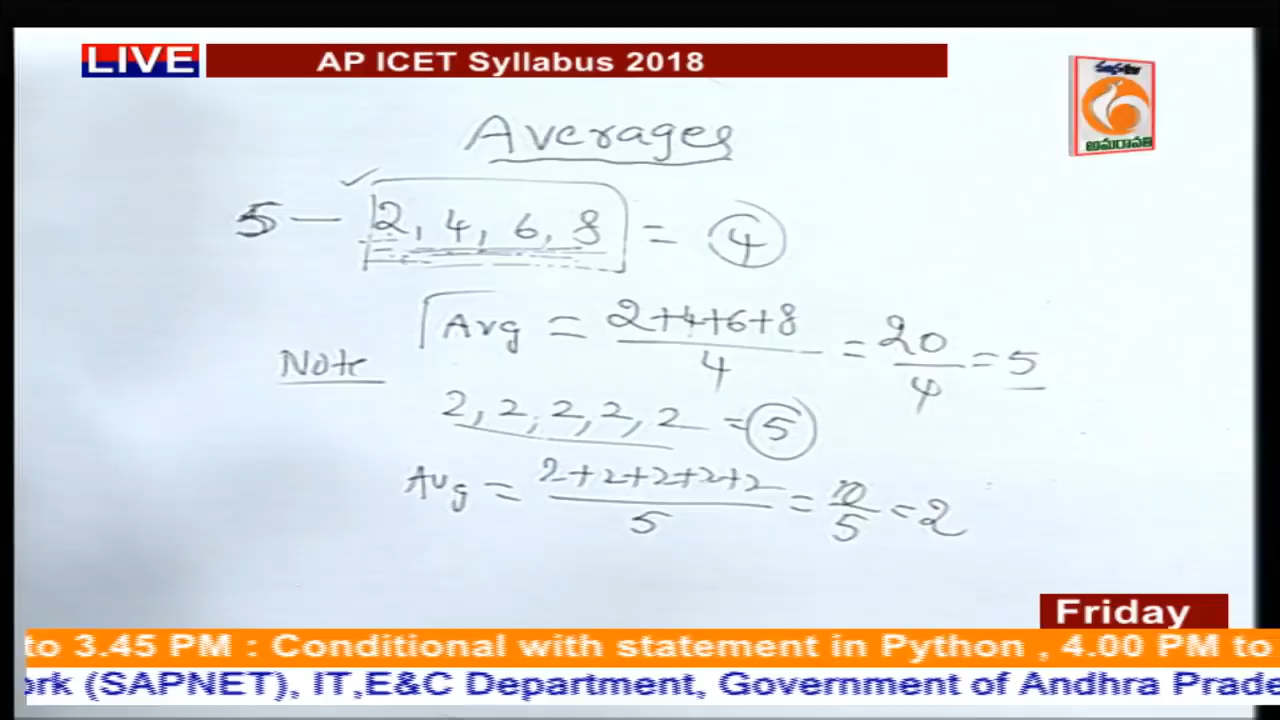 LIVE AP ICET Syllabus 2018
Averages
5 - 2, 4, 6, 8 = 4
Avg = 2+4+6+8 / 4 = 20 / 4 = 5
Note
2, 2, 2, 2, 2 = 5
Avg = 2+2+2+2+2 / 5 = 10 / 5 = 2
అమరావతి
Friday
to 3.45 PM : Conditional with statement in Python , 4.00 PM to
ork (SAPNET), IT,E&C Department, Government of Andhra Prade